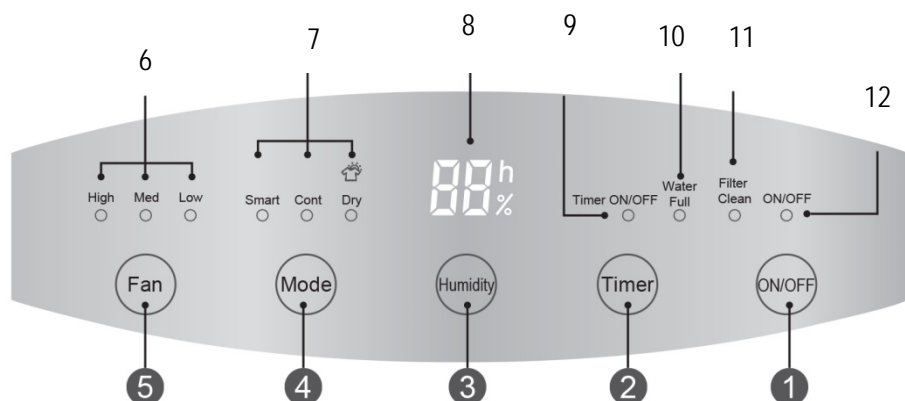 6
7
8
9
10
11
12
High Med Low
Smart Cont Dry
88 h
%
Timer ON/OFF
Water
Full
Filter
Clean
ON/OFF
Fan
Mode
Humidity
Timer
ON/OFF
5
4
3
2
1